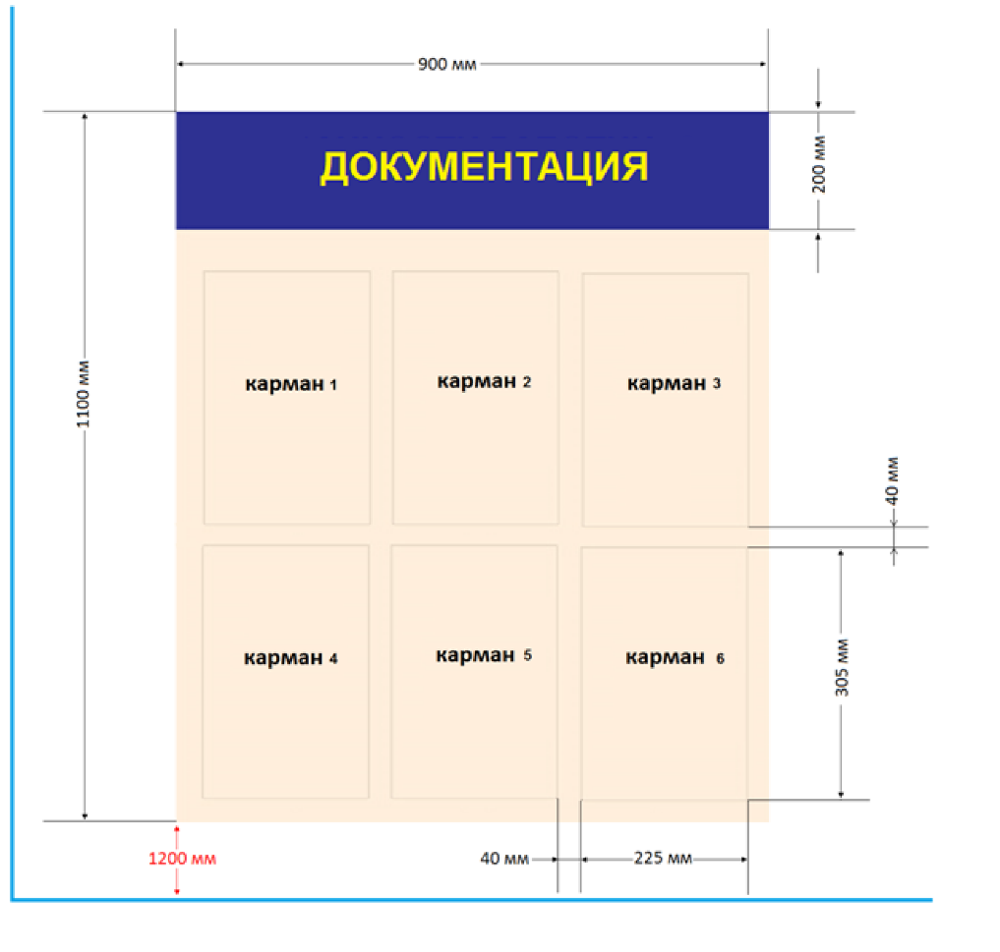 900 мм
ДОКУМЕНТАЦИЯ
200 мм
1100 мм
карман 1
карман 2
карман 3
40 мм
карман 4
карман 5
карман 6
305 мм
1200 мм
40 мм
225 мм